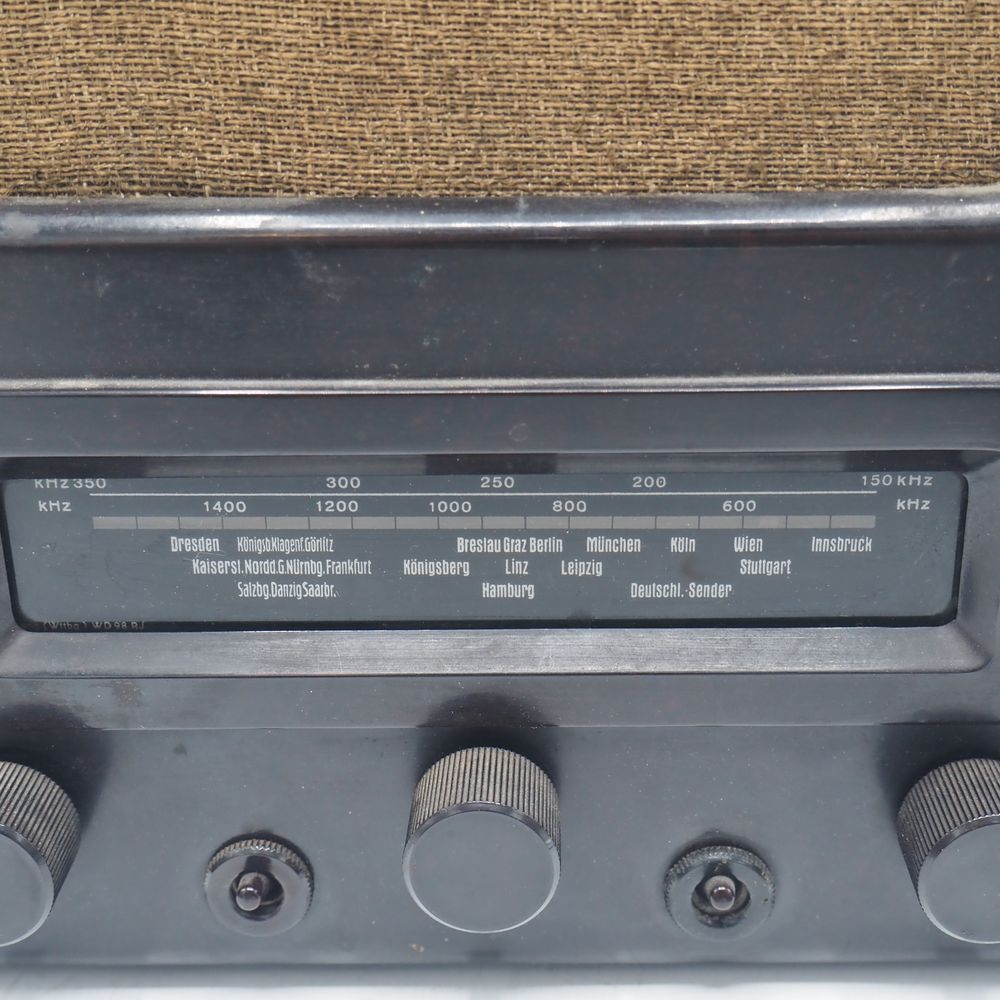 kHz 350 300 250 200 150 kHz
kHz 1400 1200 1000 800 600 kHz
Dresden Königsb.Klagenf.Görlitz Breslau Graz Berlin München Köln Wien Innsbruck
Kaisersl. Nordd.G.Nürnbg. Frankfurt Königsberg Linz Leipzig Stuttgart
Salzbg.Danzig Saarbr. Hamburg Deutschl.-Sender